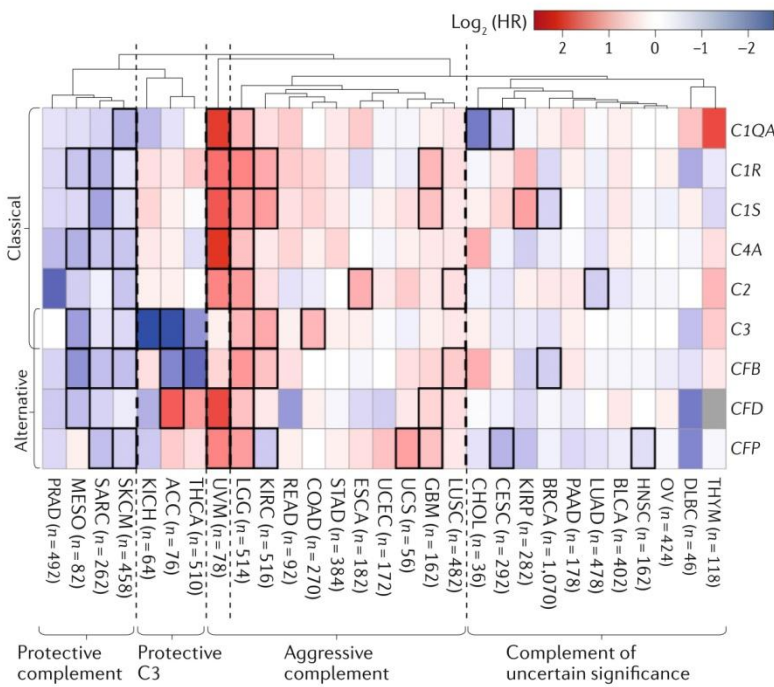 Log2 (HR)
2 1 0 −1 −2
Classical
Alternative
C1QA
C1R
C1S
C4A
C2
C3
CFB
CFD
CFP
PRAD (n = 492)
MESO (n = 82)
SARC (n = 262)
SKCM (n = 458)
KICH (n = 64)
ACC (n = 76)
THCA (n = 510)
UVM (n = 78)
LGG (n = 514)
KIRC (n = 516)
READ (n = 92)
COAD (n = 270)
STAD (n = 384)
ESCA (n = 182)
UCEC (n = 172)
UCS (n = 56)
GBM (n = 162)
LUSC (n = 482)
CHOL (n = 36)
CESC (n = 292)
KIRP (n = 282)
BRCA (n = 1,070)
PAAD (n = 178)
LUAD (n = 478)
BLCA (n = 402)
HNSC (n = 162)
OV (n = 424)
DLBC (n = 46)
THYM (n = 118)
Protective
complement
Protective
C3
Aggressive
complement
Complement of
uncertain significance